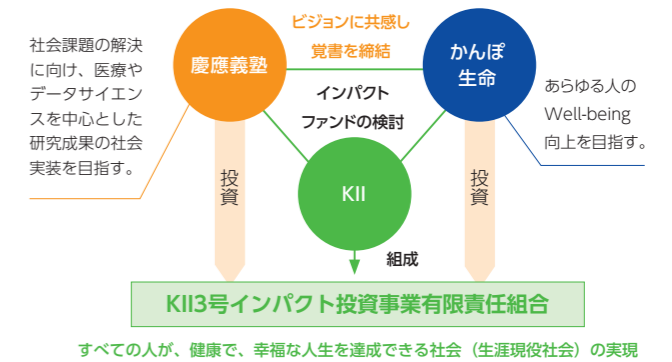 社会課題の解決
に向け、医療や
データサイエン
スを中心とした
研究成果の社会
実装を目指す。
慶應義塾
ビジョンに共感し
覚書を締結
かんぽ
生命
あらゆる人の
Well-being
向上を目指す。
インパクト
ファンドの検討
KII
投資
投資
組成
KII3号インパクト投資事業有限責任組合
すべての人が、健康で、幸福な人生を達成できる社会（生涯現役社会）の実現